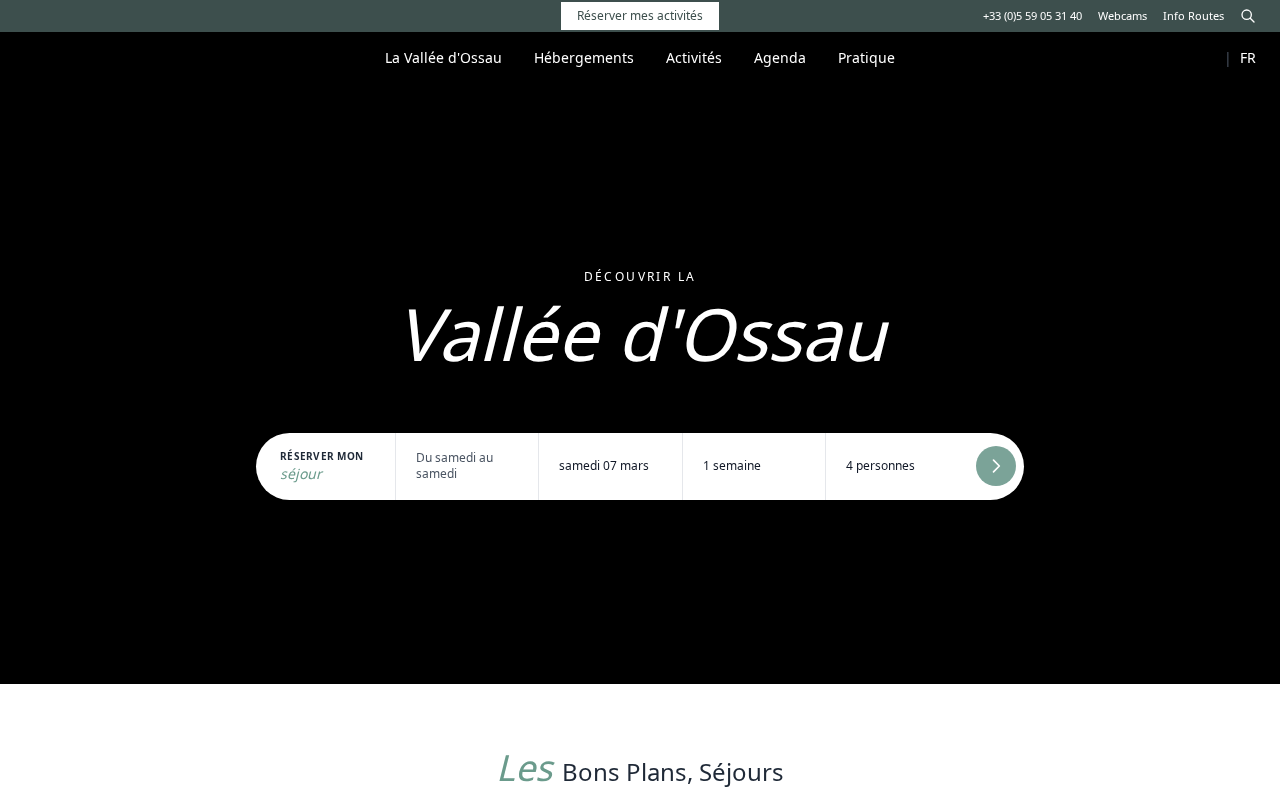 Réserver mes activités
+33 (0)5 59 05 31 40 Webcams Info Routes
La Vallée d'Ossau Hébergements Activités Agenda Pratique
| FR
DÉCOUVRIR LA
Vallée d'Ossau
RÉSERVER MON
séjour
Du samedi au
samedi
samedi 07 mars
1 semaine
4 personnes
Les Bons Plans, Séjours